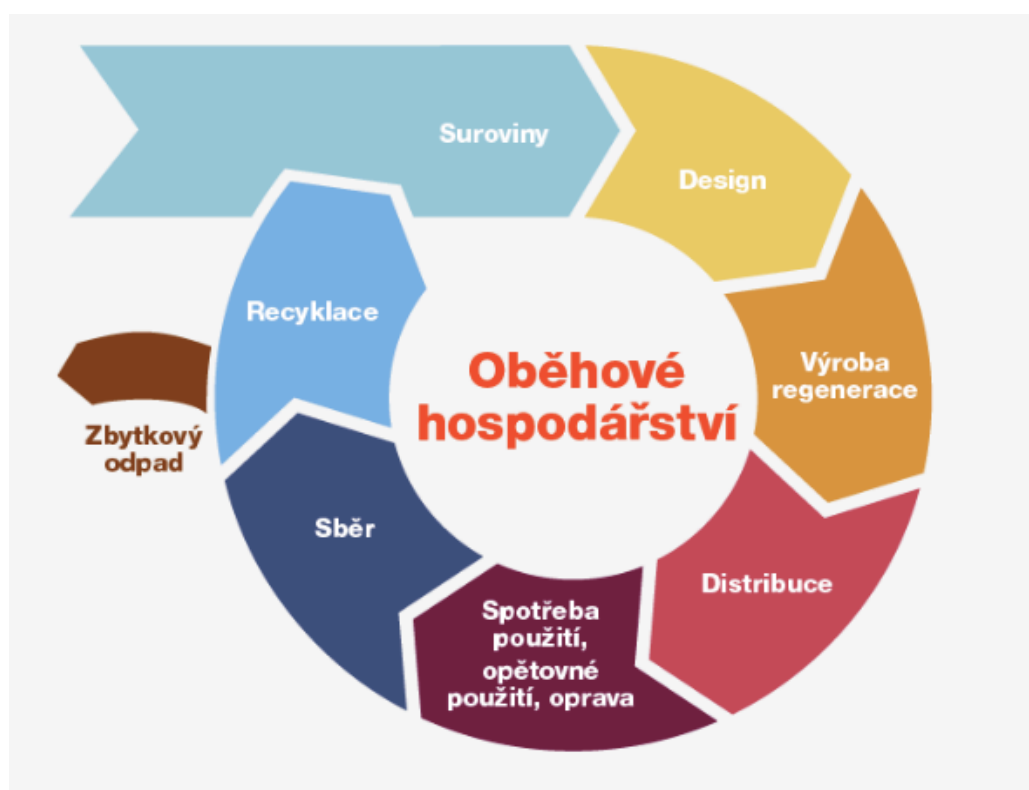 Suroviny
Design
Výroba
regenerace
Distribuce
Spotřeba
použití,
opětovné
použití, oprava
Sběr
Recyklace
Zbytkový
odpad
Oběhové
hospodářství